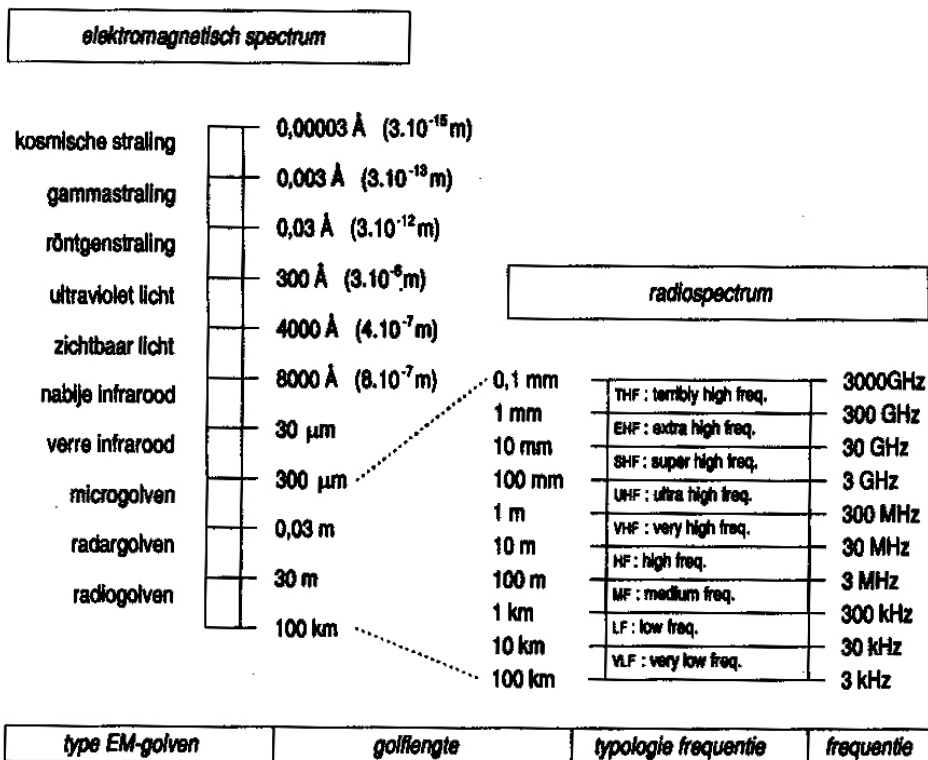 elektromagnetisch spectrum
kosmische straling
gammastraling
röntgenstraling
ultraviolet licht
zichtbaar licht
nabije infrarood
verre infrarood
microgolven
radargolven
radiogolven
0,00003 Å (3.10⁻¹⁵m)
0,003 Å (3.10⁻¹³m)
0,03 Å (3.10⁻¹²m)
300 Å (3.10⁻⁸m)
4000 Å (4.10⁻⁷m)
8000 Å (8.10⁻⁷m)
30 µm
300 µm
0,03 m
30 m
100 km
radiospectrum
0,1 mm
1 mm
10 mm
100 mm
1 m
10 m
100 m
1 km
10 km
100 km
THF : terribly high freq.
EHF : extra high freq.
SHF : super high freq.
UHF : ultra high freq.
VHF : very high freq.
HF : high freq.
MF : medium freq.
LF : low freq.
VLF : very low freq.
3000GHz
300 GHz
30 GHz
3 GHz
300 MHz
30 MHz
3 MHz
300 kHz
30 kHz
3 kHz
type EM-golven golflengte typologie frequentie frequentie